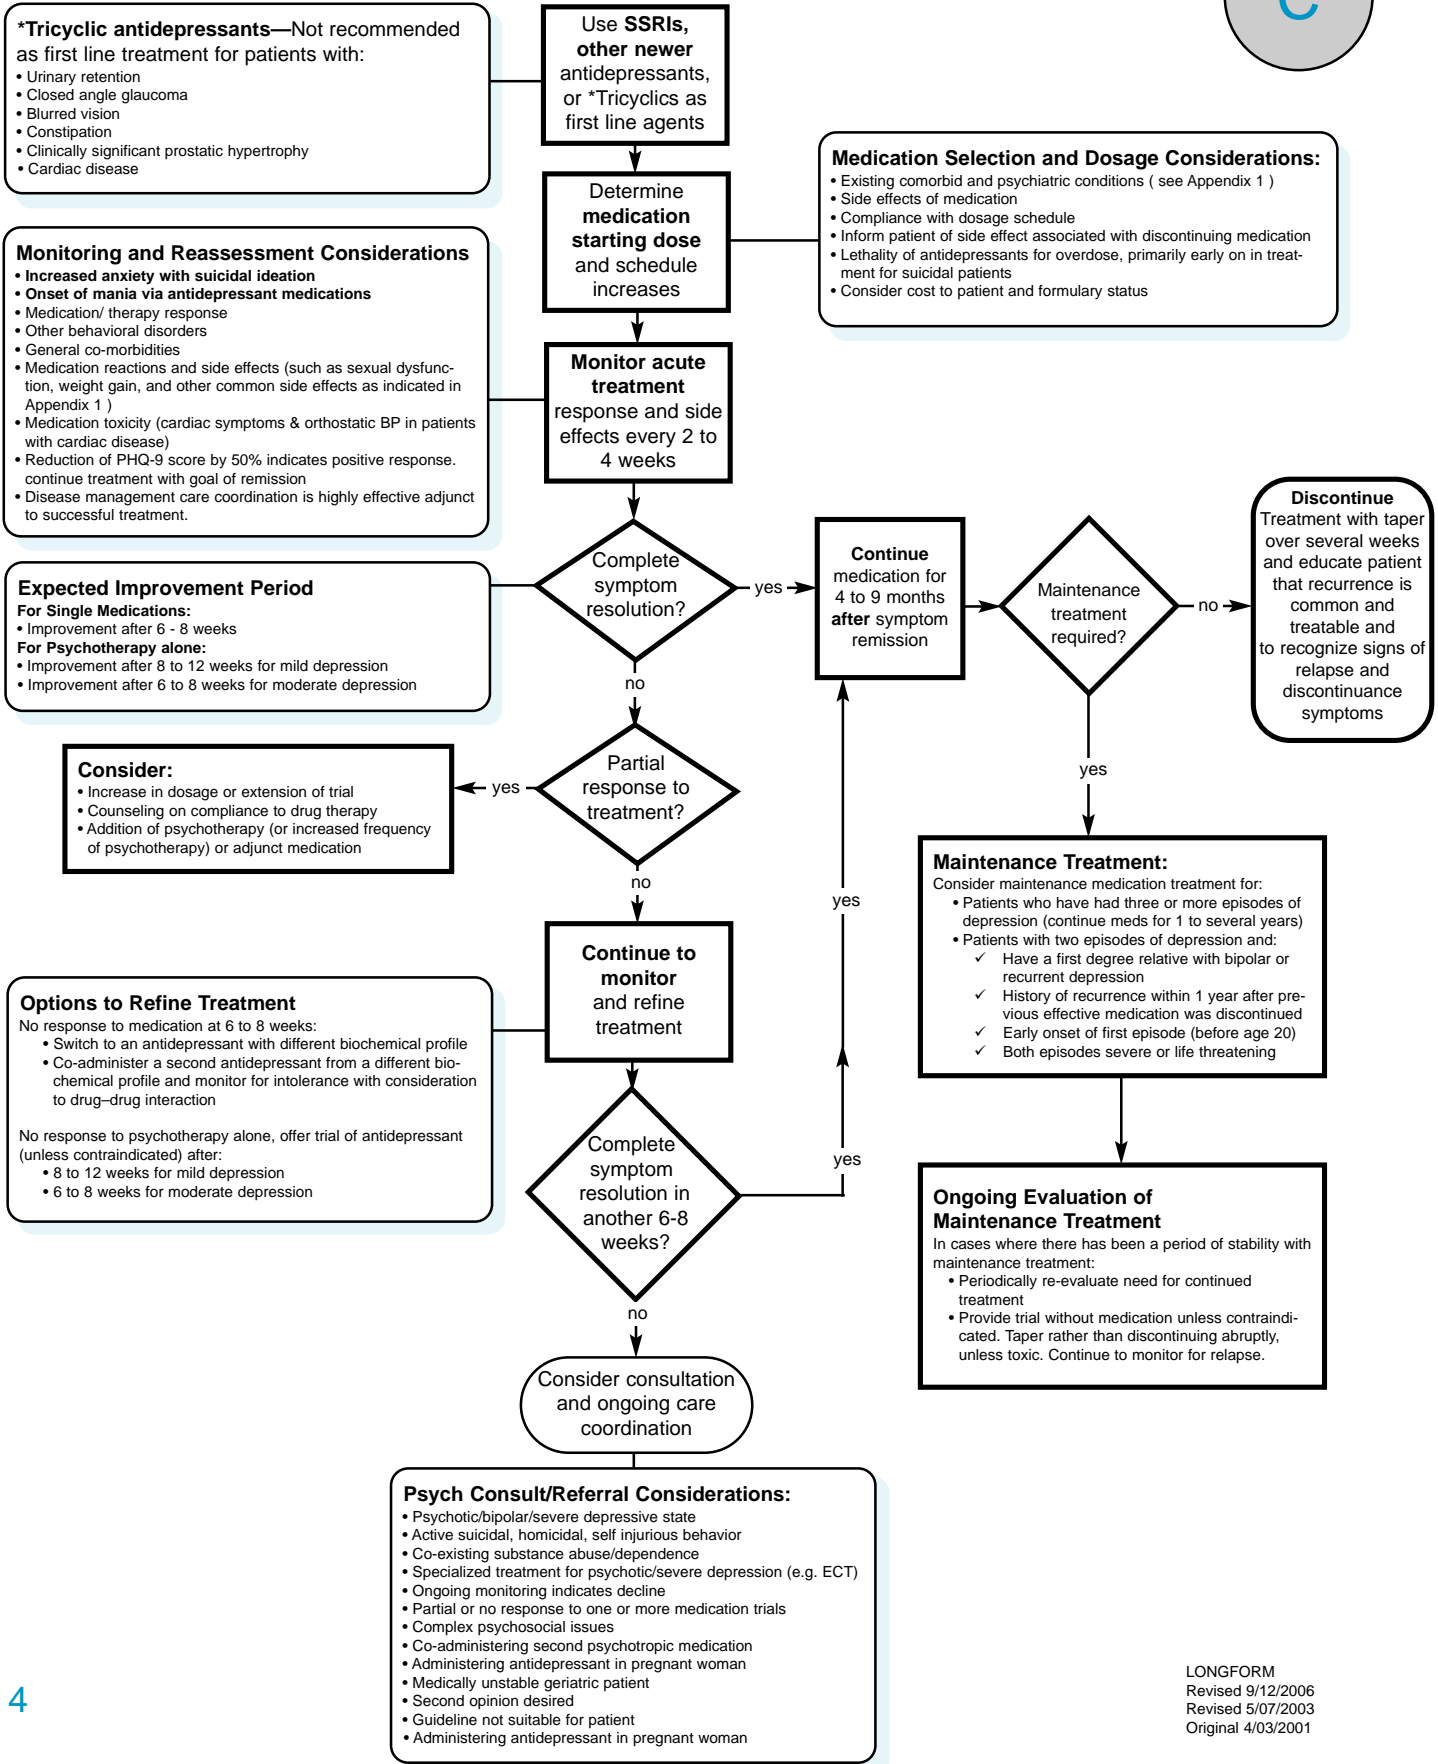 C
*Tricyclic antidepressants—Not recommended
as first line treatment for patients with:
• Urinary retention
• Closed angle glaucoma
• Blurred vision
• Constipation
• Clinically significant prostatic hypertrophy
• Cardiac disease
Use SSRIs,
other newer
antidepressants,
or *Tricyclics as
first line agents
Determine
medication
starting dose
and schedule
increases
Medication Selection and Dosage Considerations:
• Existing comorbid and psychiatric conditions ( see Appendix 1 )
• Side effects of medication
• Compliance with dosage schedule
• Inform patient of side effect associated with discontinuing medication
• Lethality of antidepressants for overdose, primarily early on in treat-
ment for suicidal patients
• Consider cost to patient and formulary status
Monitoring and Reassessment Considerations
• Increased anxiety with suicidal ideation
• Onset of mania via antidepressant medications
• Medication/ therapy response
• Other behavioral disorders
• General co-morbidities
• Medication reactions and side effects (such as sexual dysfunc-
tion, weight gain, and other common side effects as indicated in
Appendix 1 )
• Medication toxicity (cardiac symptoms & orthostatic BP in patients
with cardiac disease)
• Reduction of PHQ-9 score by 50% indicates positive response.
continue treatment with goal of remission
• Disease management care coordination is highly effective adjunct
to successful treatment.
Monitor acute
treatment
response and side
effects every 2 to
4 weeks
Expected Improvement Period
For Single Medications:
• Improvement after 6 - 8 weeks
For Psychotherapy alone:
• Improvement after 8 to 12 weeks for mild depression
• Improvement after 6 to 8 weeks for moderate depression
Complete
symptom
resolution?
yes
Continue
medication for
4 to 9 months
after symptom
remission
Maintenance
treatment
required?
no
Discontinue
Treatment with taper
over several weeks
and educate patient
that recurrence is
common and
treatable and
to recognize signs of
relapse and
discontinuance
symptoms
no
yes
Partial
response to
treatment?
yes
Consider:
• Increase in dosage or extension of trial
• Counseling on compliance to drug therapy
• Addition of psychotherapy (or increased frequency
of psychotherapy) or adjunct medication
no
yes
Maintenance Treatment:
Consider maintenance medication treatment for:
• Patients who have had three or more episodes of
depression (continue meds for 1 to several years)
• Patients with two episodes of depression and:
✓ Have a first degree relative with bipolar or
recurrent depression
✓ History of recurrence within 1 year after pre-
vious effective medication was discontinued
✓ Early onset of first episode (before age 20)
✓ Both episodes severe or life threatening
Continue to
monitor
and refine
treatment
Options to Refine Treatment
No response to medication at 6 to 8 weeks:
• Switch to an antidepressant with different biochemical profile
• Co-administer a second antidepressant from a different bio-
chemical profile and monitor for intolerance with consideration
to drug–drug interaction
No response to psychotherapy alone, offer trial of antidepressant
(unless contraindicated) after:
• 8 to 12 weeks for mild depression
• 6 to 8 weeks for moderate depression
Complete
symptom
resolution in
another 6-8
weeks?
yes
Ongoing Evaluation of
Maintenance Treatment
In cases where there has been a period of stability with
maintenance treatment:
• Periodically re-evaluate need for continued
treatment
• Provide trial without medication unless contraindi-
cated. Taper rather than discontinuing abruptly,
unless toxic. Continue to monitor for relapse.
no
Consider consultation
and ongoing care
coordination
Psych Consult/Referral Considerations:
• Psychotic/bipolar/severe depressive state
• Active suicidal, homicidal, self injurious behavior
• Co-existing substance abuse/dependence
• Specialized treatment for psychotic/severe depression (e.g. ECT)
• Ongoing monitoring indicates decline
• Partial or no response to one or more medication trials
• Complex psychosocial issues
• Co-administering second psychotropic medication
• Administering antidepressant in pregnant woman
• Medically unstable geriatric patient
• Second opinion desired
• Guideline not suitable for patient
• Administering antidepressant in pregnant woman
4
LONGFORM
Revised 9/12/2006
Revised 5/07/2003
Original 4/03/2001